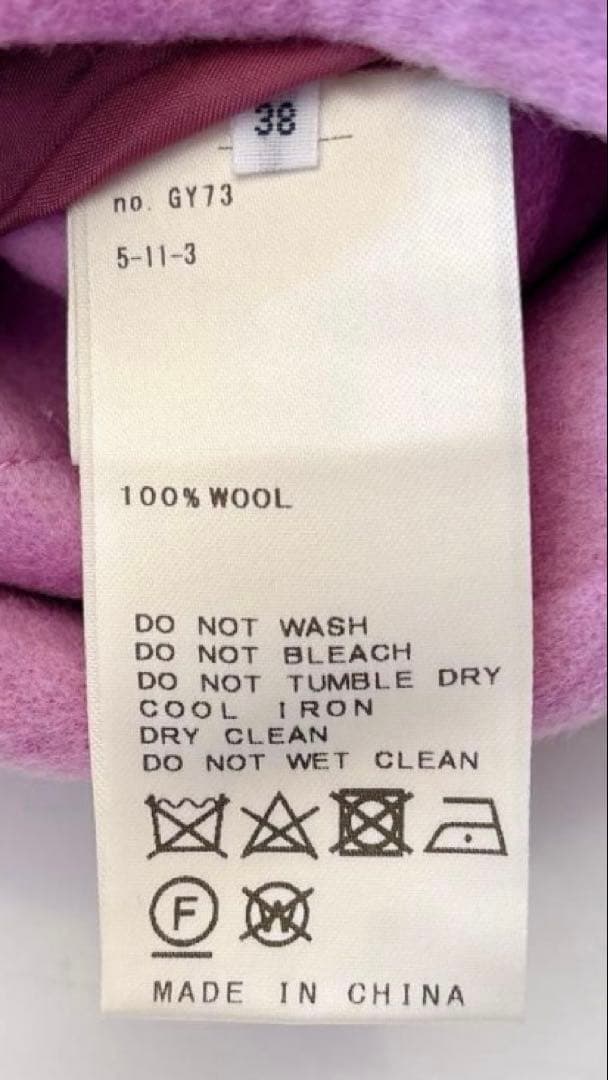 38
no. GY73
5-11-3
100% WOOL
DO NOT WASH
DO NOT BLEACH
DO NOT TUMBLE DRY
COOL IRON
DRY CLEAN
DO NOT WET CLEAN
F W
MADE IN CHINA